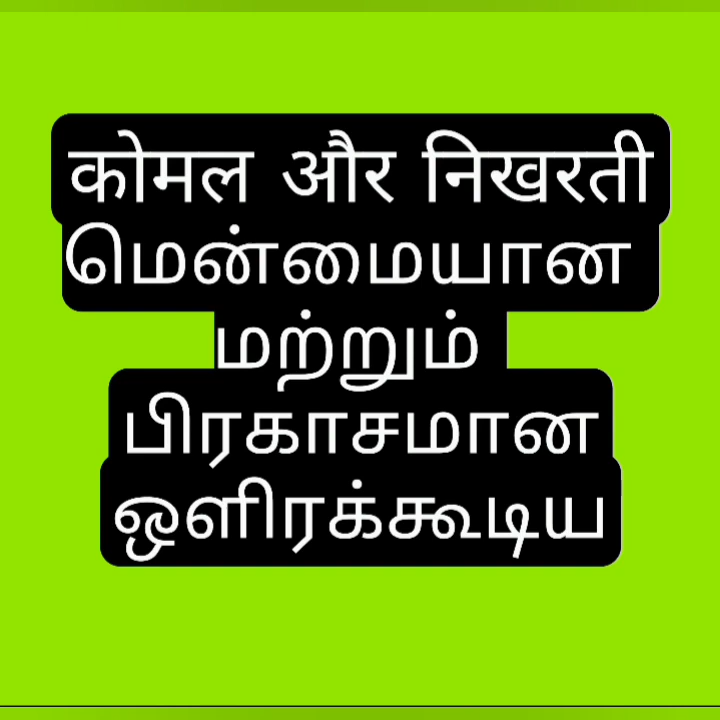 कोमल और निखरती
மென்மையான
மற்றும்
பிரகாசமான
ஒளிரக்கூடிய